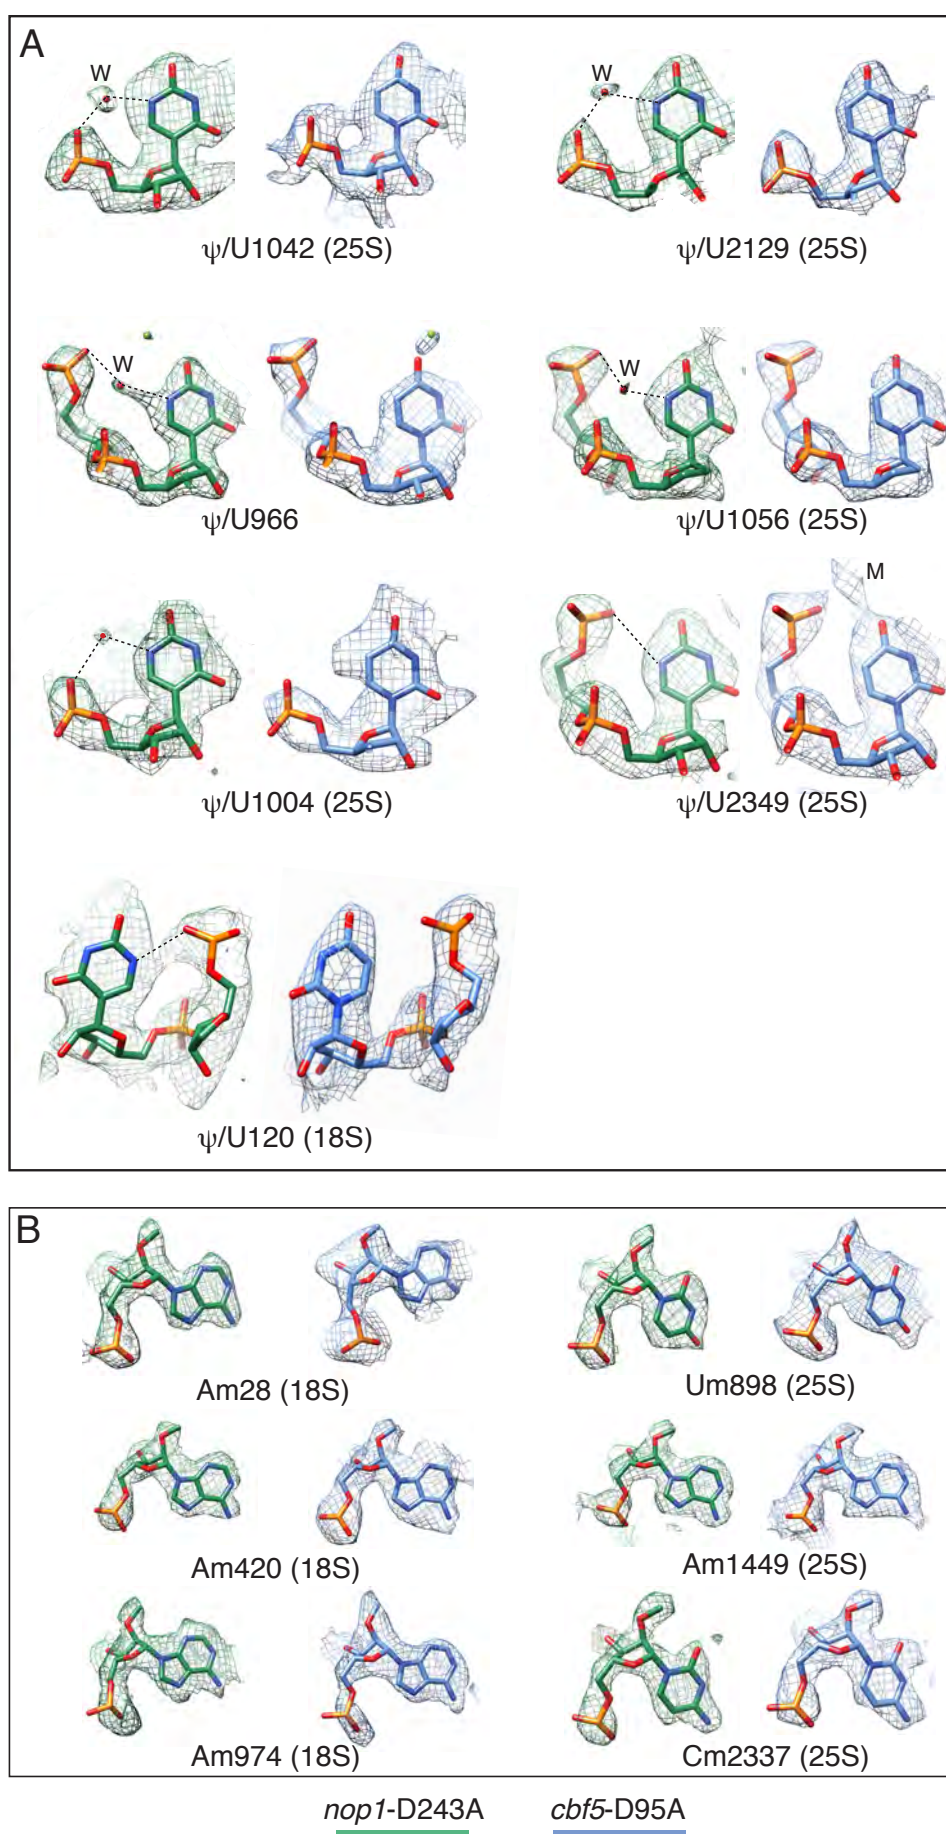 A
W
W
ψ/U1042 (25S)
ψ/U2129 (25S)
W
W
ψ/U966
ψ/U1056 (25S)
M
ψ/U1004 (25S)
ψ/U2349 (25S)
ψ/U120 (18S)
B
Am28 (18S)
Um898 (25S)
Am420 (18S)
Am1449 (25S)
Am974 (18S)
Cm2337 (25S)
nop1-D243A
cbf5-D95A